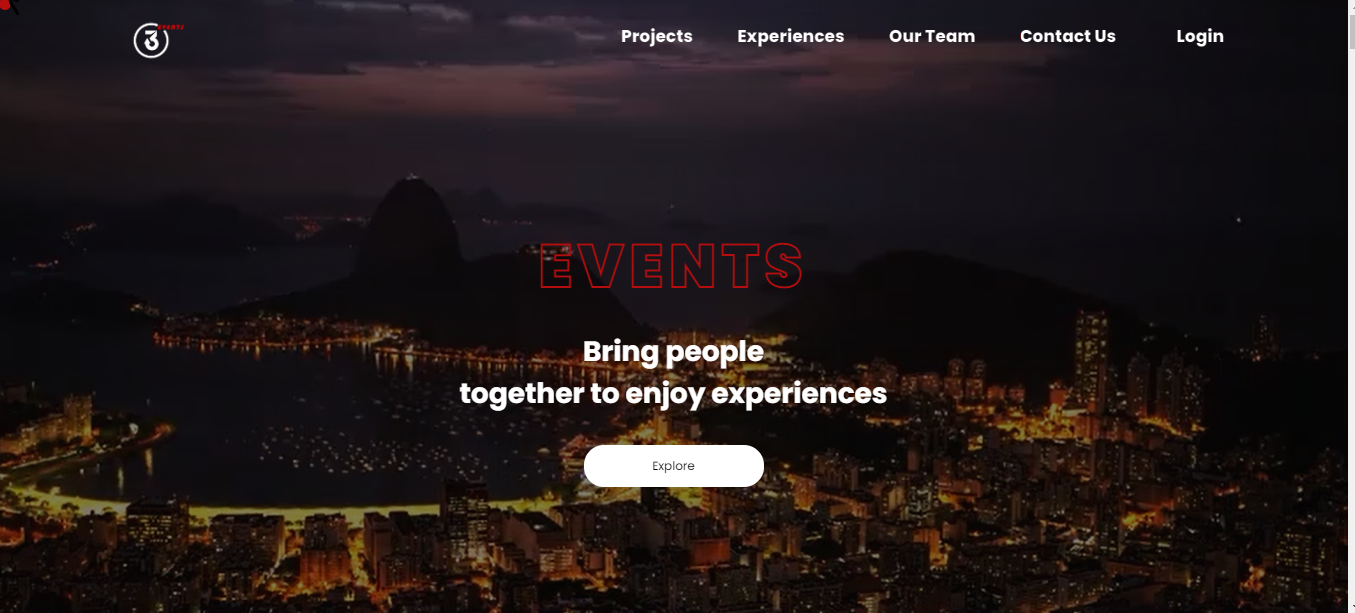 3 EVENTS
Projects Experiences Our Team Contact Us Login
EVENTS
Bring people
together to enjoy experiences
Explore